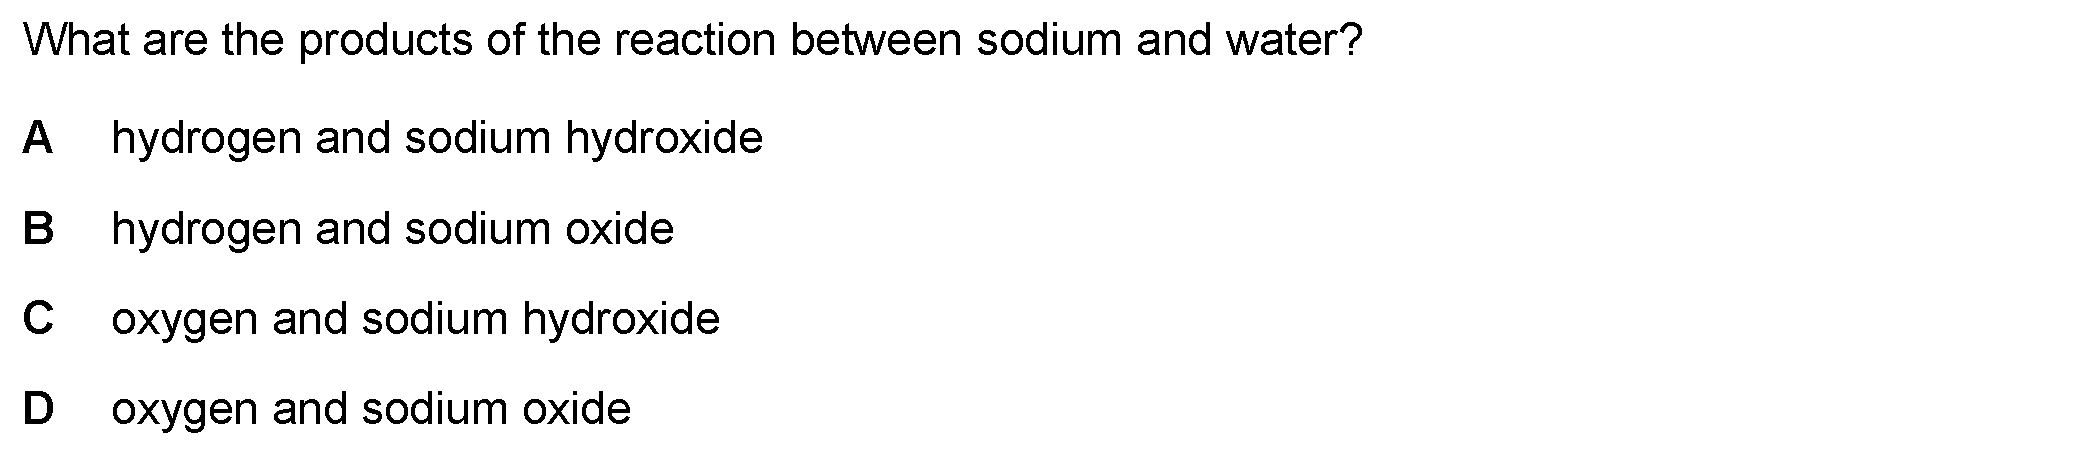 What are the products of the reaction between sodium and water?
A hydrogen and sodium hydroxide
B hydrogen and sodium oxide
C oxygen and sodium hydroxide
D oxygen and sodium oxide